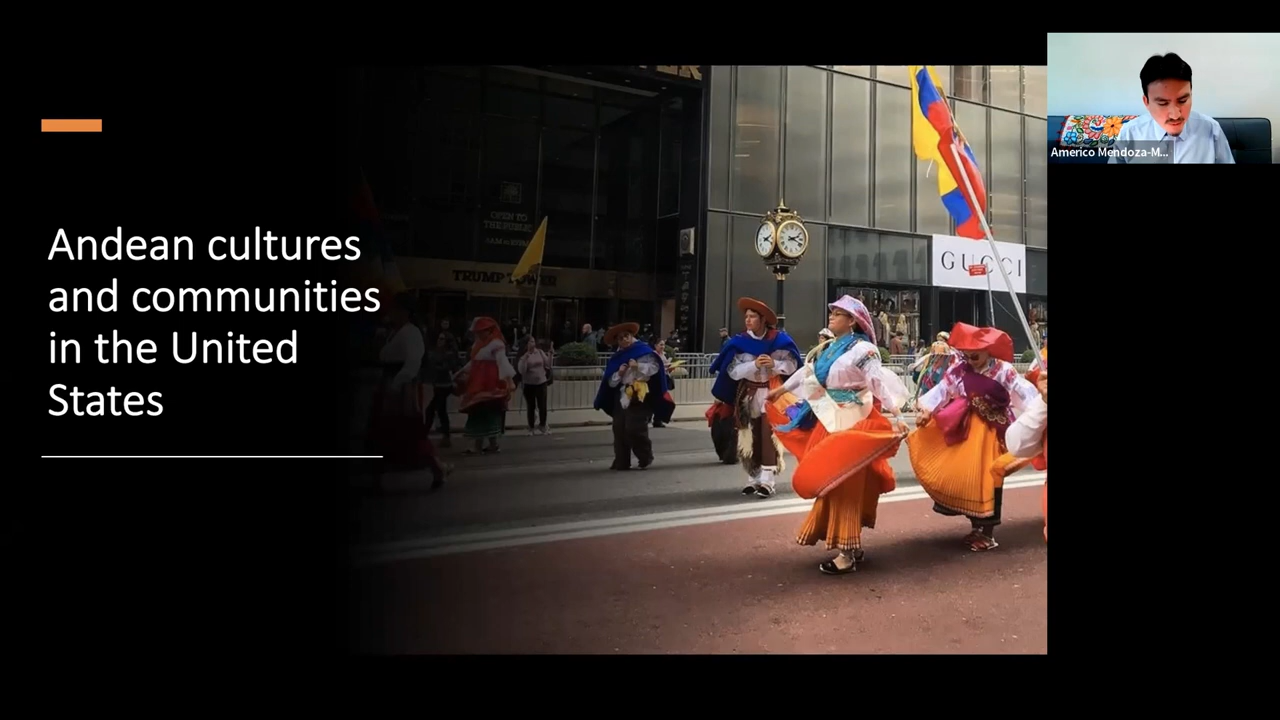 Andean cultures
and communities
in the United
States
OPEN TO
THE PUBLIC
TRUMP TOWER
GUCCI
Americo Mendoza-M...